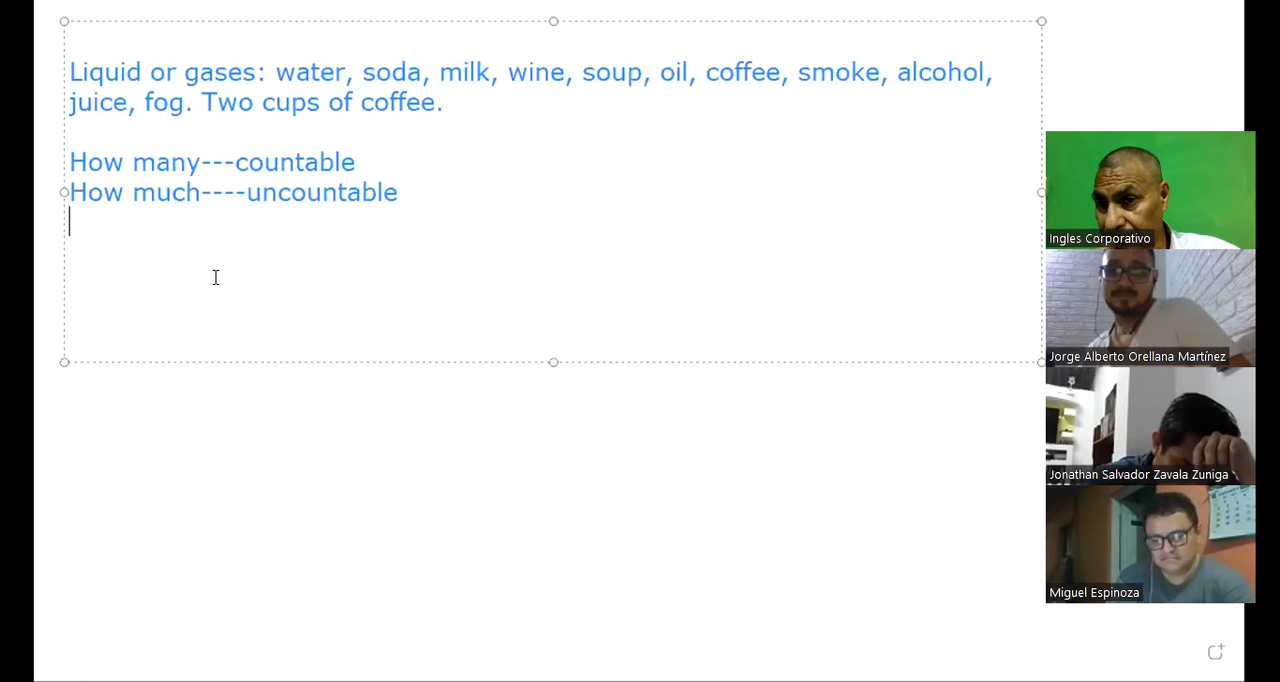 Liquid or gases: water, soda, milk, wine, soup, oil, coffee, smoke, alcohol,
juice, fog. Two cups of coffee.
How many---countable
How much----uncountable
Ingles Corporativo
Jorge Alberto Orellana Martínez
Jonathan Salvador Zavala Zuniga
Miguel Espinoza